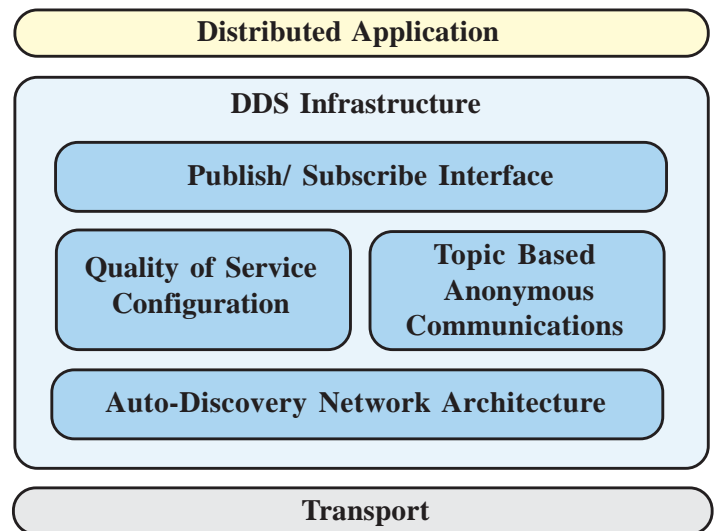 Distributed Application
DDS Infrastructure
Publish/ Subscribe Interface
Quality of Service
Configuration
Topic Based
Anonymous
Communications
Auto-Discovery Network Architecture
Transport